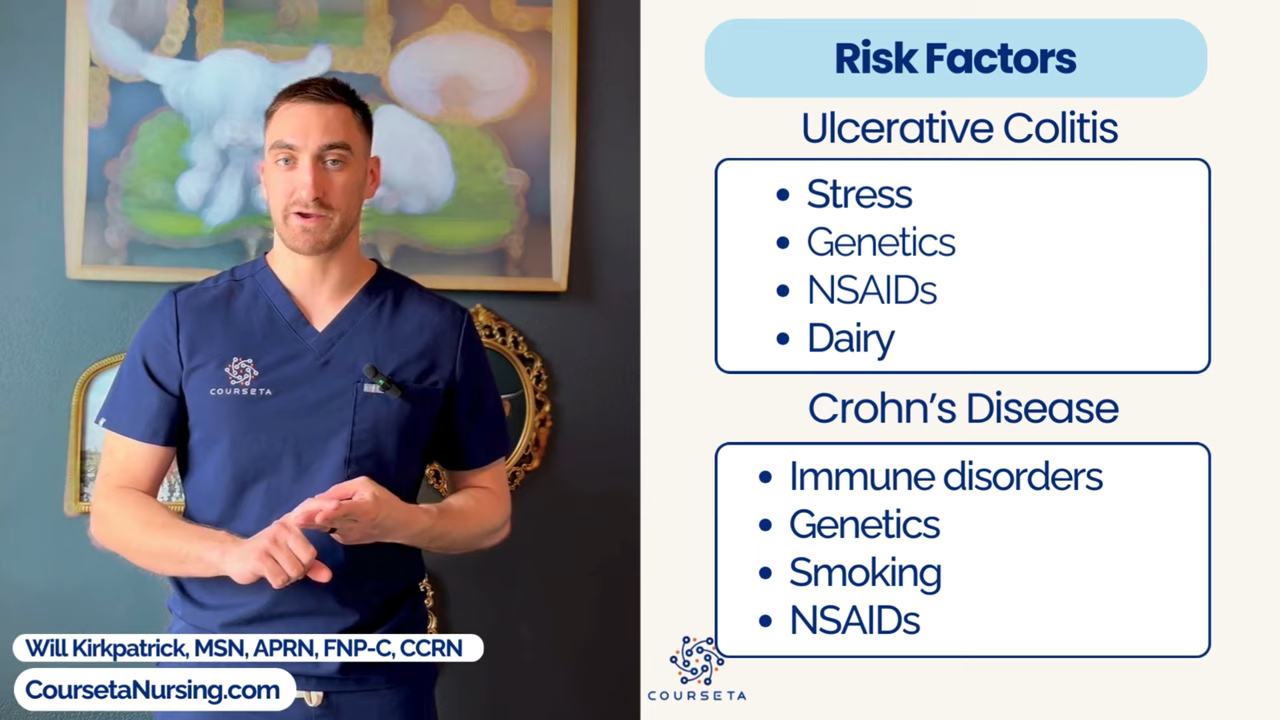 Risk Factors
Ulcerative Colitis
• Stress
• Genetics
• NSAIDs
• Dairy
Crohn’s Disease
• Immune disorders
• Genetics
• Smoking
• NSAIDs
COURSETA
COURSETA
Will Kirkpatrick, MSN, APRN, FNP-C, CCRN
CoursetaNursing.com